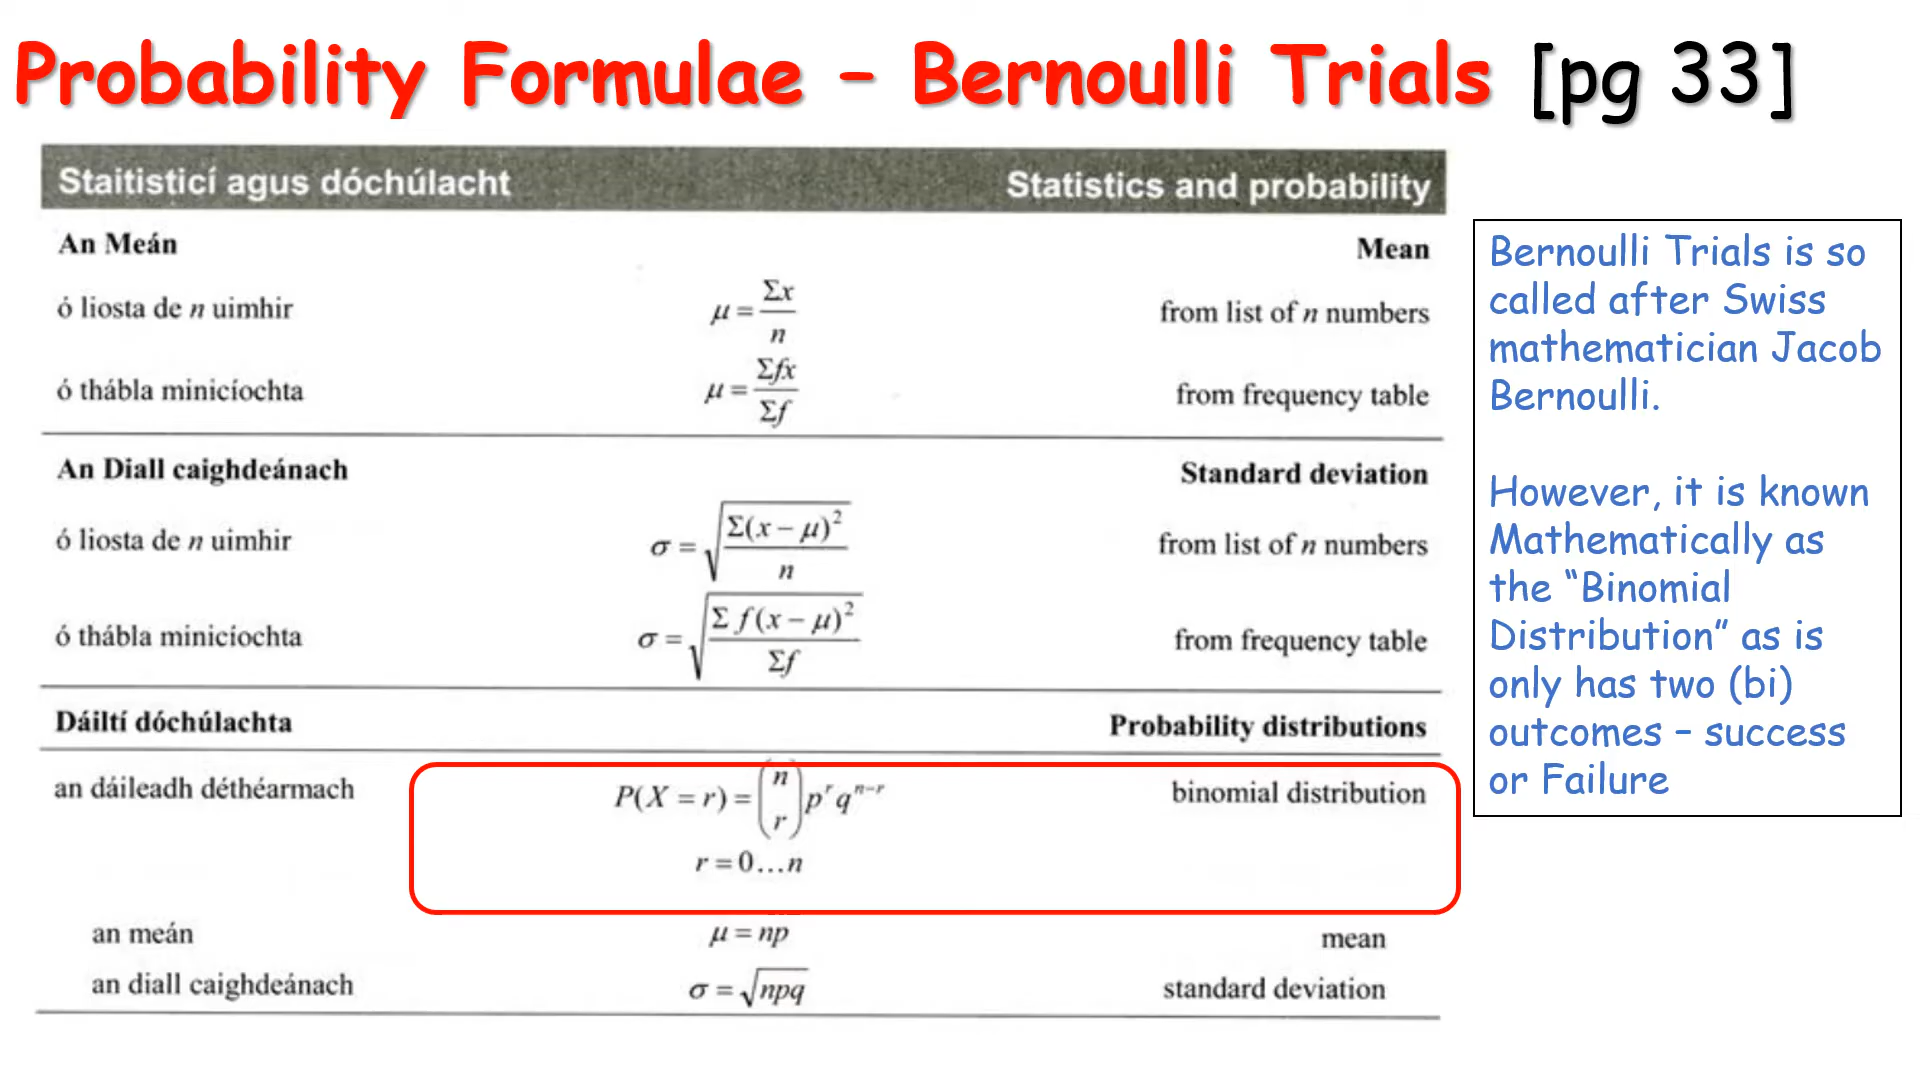 Probability Formulae – Bernoulli Trials [pg 33]
Staitisticí agus dóchúlacht Statistics and probability
An Meán Mean
ó liosta de n uimhir μ = Σx / n from list of n numbers
ó thábla minicíochta μ = Σfx / Σf from frequency table
An Diall caighdeánach Standard deviation
ó liosta de n uimhir σ = √(Σ(x − μ)² / n) from list of n numbers
ó thábla minicíochta σ = √(Σ f(x − μ)² / Σf) from frequency table
Dáiltí dóchúlachta Probability distributions
an dáileadh déthéarmach P(X = r) = (n r) pʳ qⁿ⁻ʳ binomial distribution
r = 0…n
an meán μ = np mean
an diall caighdeánach σ = √npq standard deviation
Bernoulli Trials is so
called after Swiss
mathematician Jacob
Bernoulli.
However, it is known
Mathematically as
the “Binomial
Distribution” as is
only has two (bi)
outcomes – success
or Failure